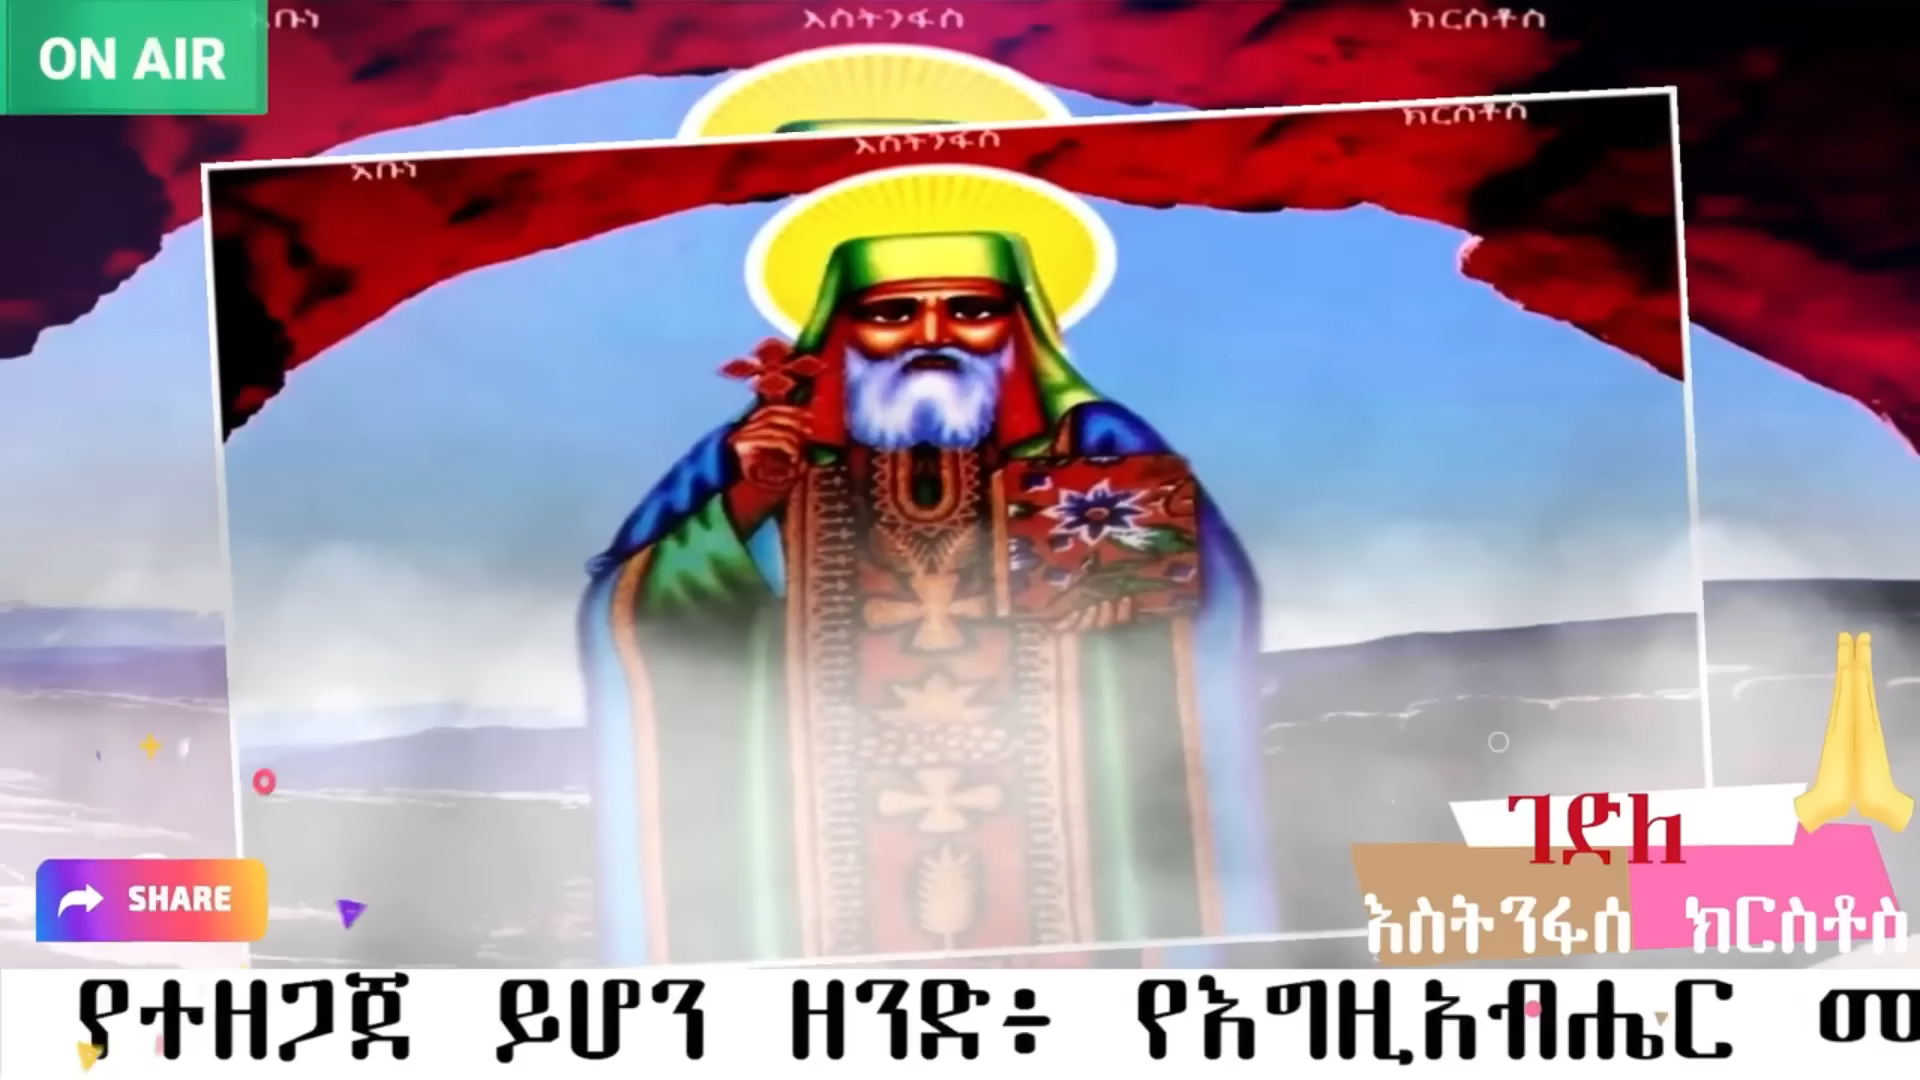 ON AIR
አቡነ እስትንፋሰ ክርስቶስ
አቡነ እስትንፋሰ ክርስቶስ
ገድለ
SHARE
እስትንፋሰ ክርስቶስ
የተዘጋጀ ይሆን ዘንድ፥ የእግዚአብሔር መ